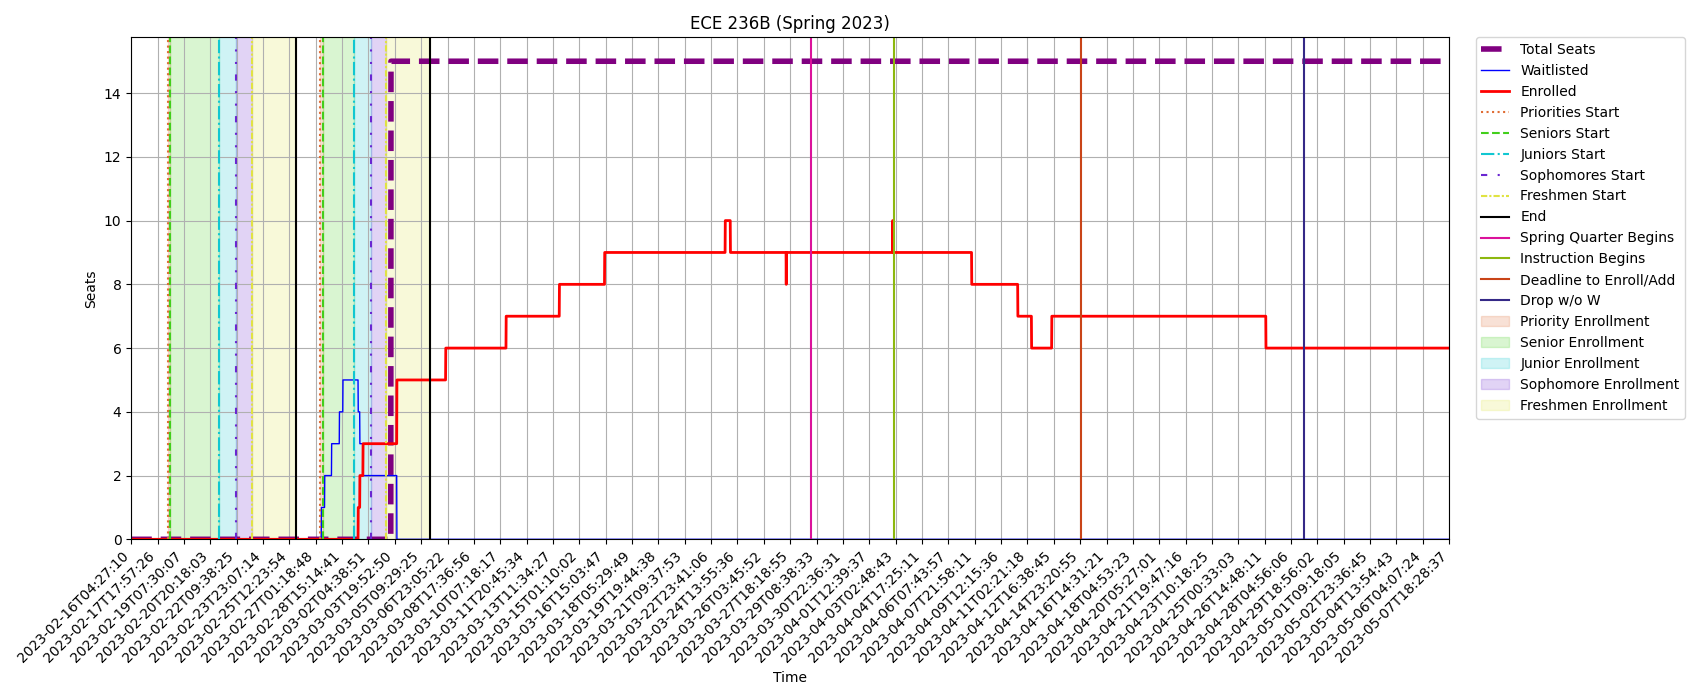 ECE 236B (Spring 2023)
Seats
14
12
10
8
6
4
2
0
2023-02-16T04:27:10
2023-02-17T17:57:26
2023-02-19T07:30:07
2023-02-20T20:18:03
2023-02-22T09:38:25
2023-02-23T23:07:14
2023-02-25T12:23:54
2023-02-27T01:18:48
2023-02-28T15:14:41
2023-03-02T04:38:51
2023-03-03T19:52:50
2023-03-05T09:29:25
2023-03-06T23:05:22
2023-03-08T17:36:56
2023-03-10T07:18:17
2023-03-11T20:45:34
2023-03-13T11:34:27
2023-03-15T01:10:02
2023-03-16T15:03:47
2023-03-18T05:29:49
2023-03-19T19:44:38
2023-03-21T09:37:53
2023-03-22T23:41:06
2023-03-24T13:55:36
2023-03-26T03:45:52
2023-03-27T18:18:55
2023-03-29T08:38:33
2023-03-30T22:36:31
2023-04-01T12:39:37
2023-04-03T02:48:43
2023-04-04T17:25:11
2023-04-06T07:43:57
2023-04-07T21:58:11
2023-04-09T12:15:36
2023-04-11T02:21:18
2023-04-12T16:38:45
2023-04-14T23:20:55
2023-04-16T14:31:21
2023-04-18T04:53:23
2023-04-20T05:27:01
2023-04-21T19:47:16
2023-04-23T10:18:25
2023-04-25T00:33:03
2023-04-26T14:48:11
2023-04-28T04:56:06
2023-04-29T18:56:02
2023-05-01T09:18:05
2023-05-02T23:36:45
2023-05-04T13:54:43
2023-05-06T04:07:24
2023-05-07T18:28:37
Time
Total Seats
Waitlisted
Enrolled
Priorities Start
Seniors Start
Juniors Start
Sophomores Start
Freshmen Start
End
Spring Quarter Begins
Instruction Begins
Deadline to Enroll/Add
Drop w/o W
Priority Enrollment
Senior Enrollment
Junior Enrollment
Sophomore Enrollment
Freshmen Enrollment